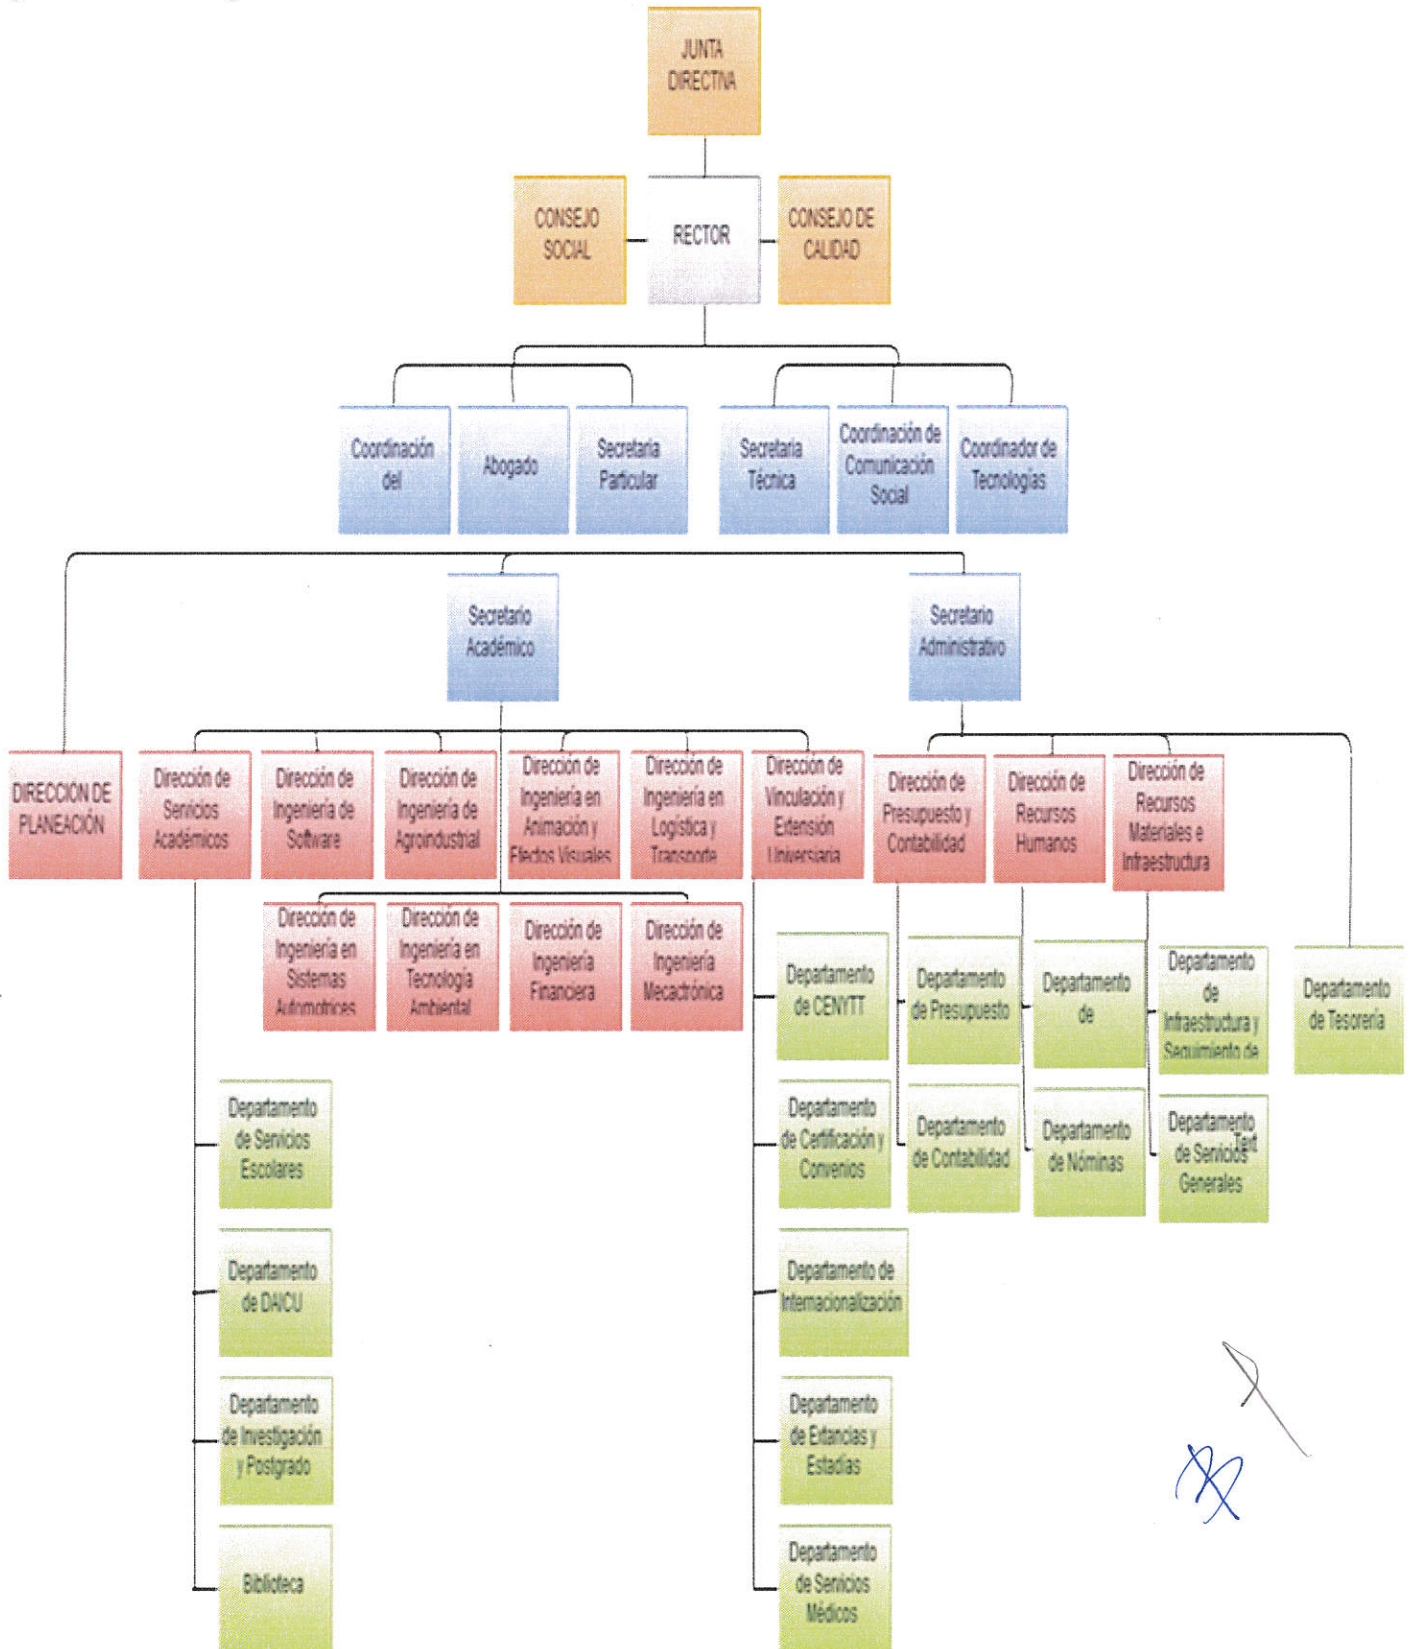 JUNTA
DIRECTIVA
CONSEJO
SOCIAL
RECTOR
CONSEJO DE
CALIDAD
Coordinación
del
Abogado
Secretaria
Particular
Secretaria
Técnica
Coordinación de
Comunicación
Social
Coordinador de
Tecnologías
Secretario
Académico
Secretario
Administrativo
DIRECCIÓN DE
PLANEACIÓN
Dirección de
Servicios
Académicos
Dirección de
Ingeniería de
Software
Dirección de
Ingeniería de
Agroindustrial
Dirección de
Ingeniería en
Animación y
Efectos Visuales
Dirección de
Ingeniería en
Logística y
Transporte
Dirección de
Vinculación y
Extensión
Universiaria
Dirección de
Presupuesto y
Contabilidad
Dirección de
Recursos
Humanos
Dirección de
Recursos
Materiales e
Infraestructura
Dirección de
Ingeniería en
Sistemas
Automotrices
Dirección de
Ingeniería en
Tecnología
Ambiental
Dirección de
Ingeniería
Financiera
Dirección de
Ingeniería
Mecactrónica
Departamento
de CENYTT
Departamento
de Presupuesto
Departamento
de
Departamento
de
Infraestructura y
Seguimiento de
Departamento
de Tesorería
Departamento
de Servicios
Escolares
Departamento
de Certificación y
Convenios
Departamento
de Contabilidad
Departamento
de Nóminas
Departamento
de Servicios
Generales
Text
Departamento
de DAICU
Departamento de
Internacionalización
Departamento
de Investigación
y Postgrado
Departamento
de Estancias y
Estadías
Biblioteca
Departamento
de Servicios
Médicos